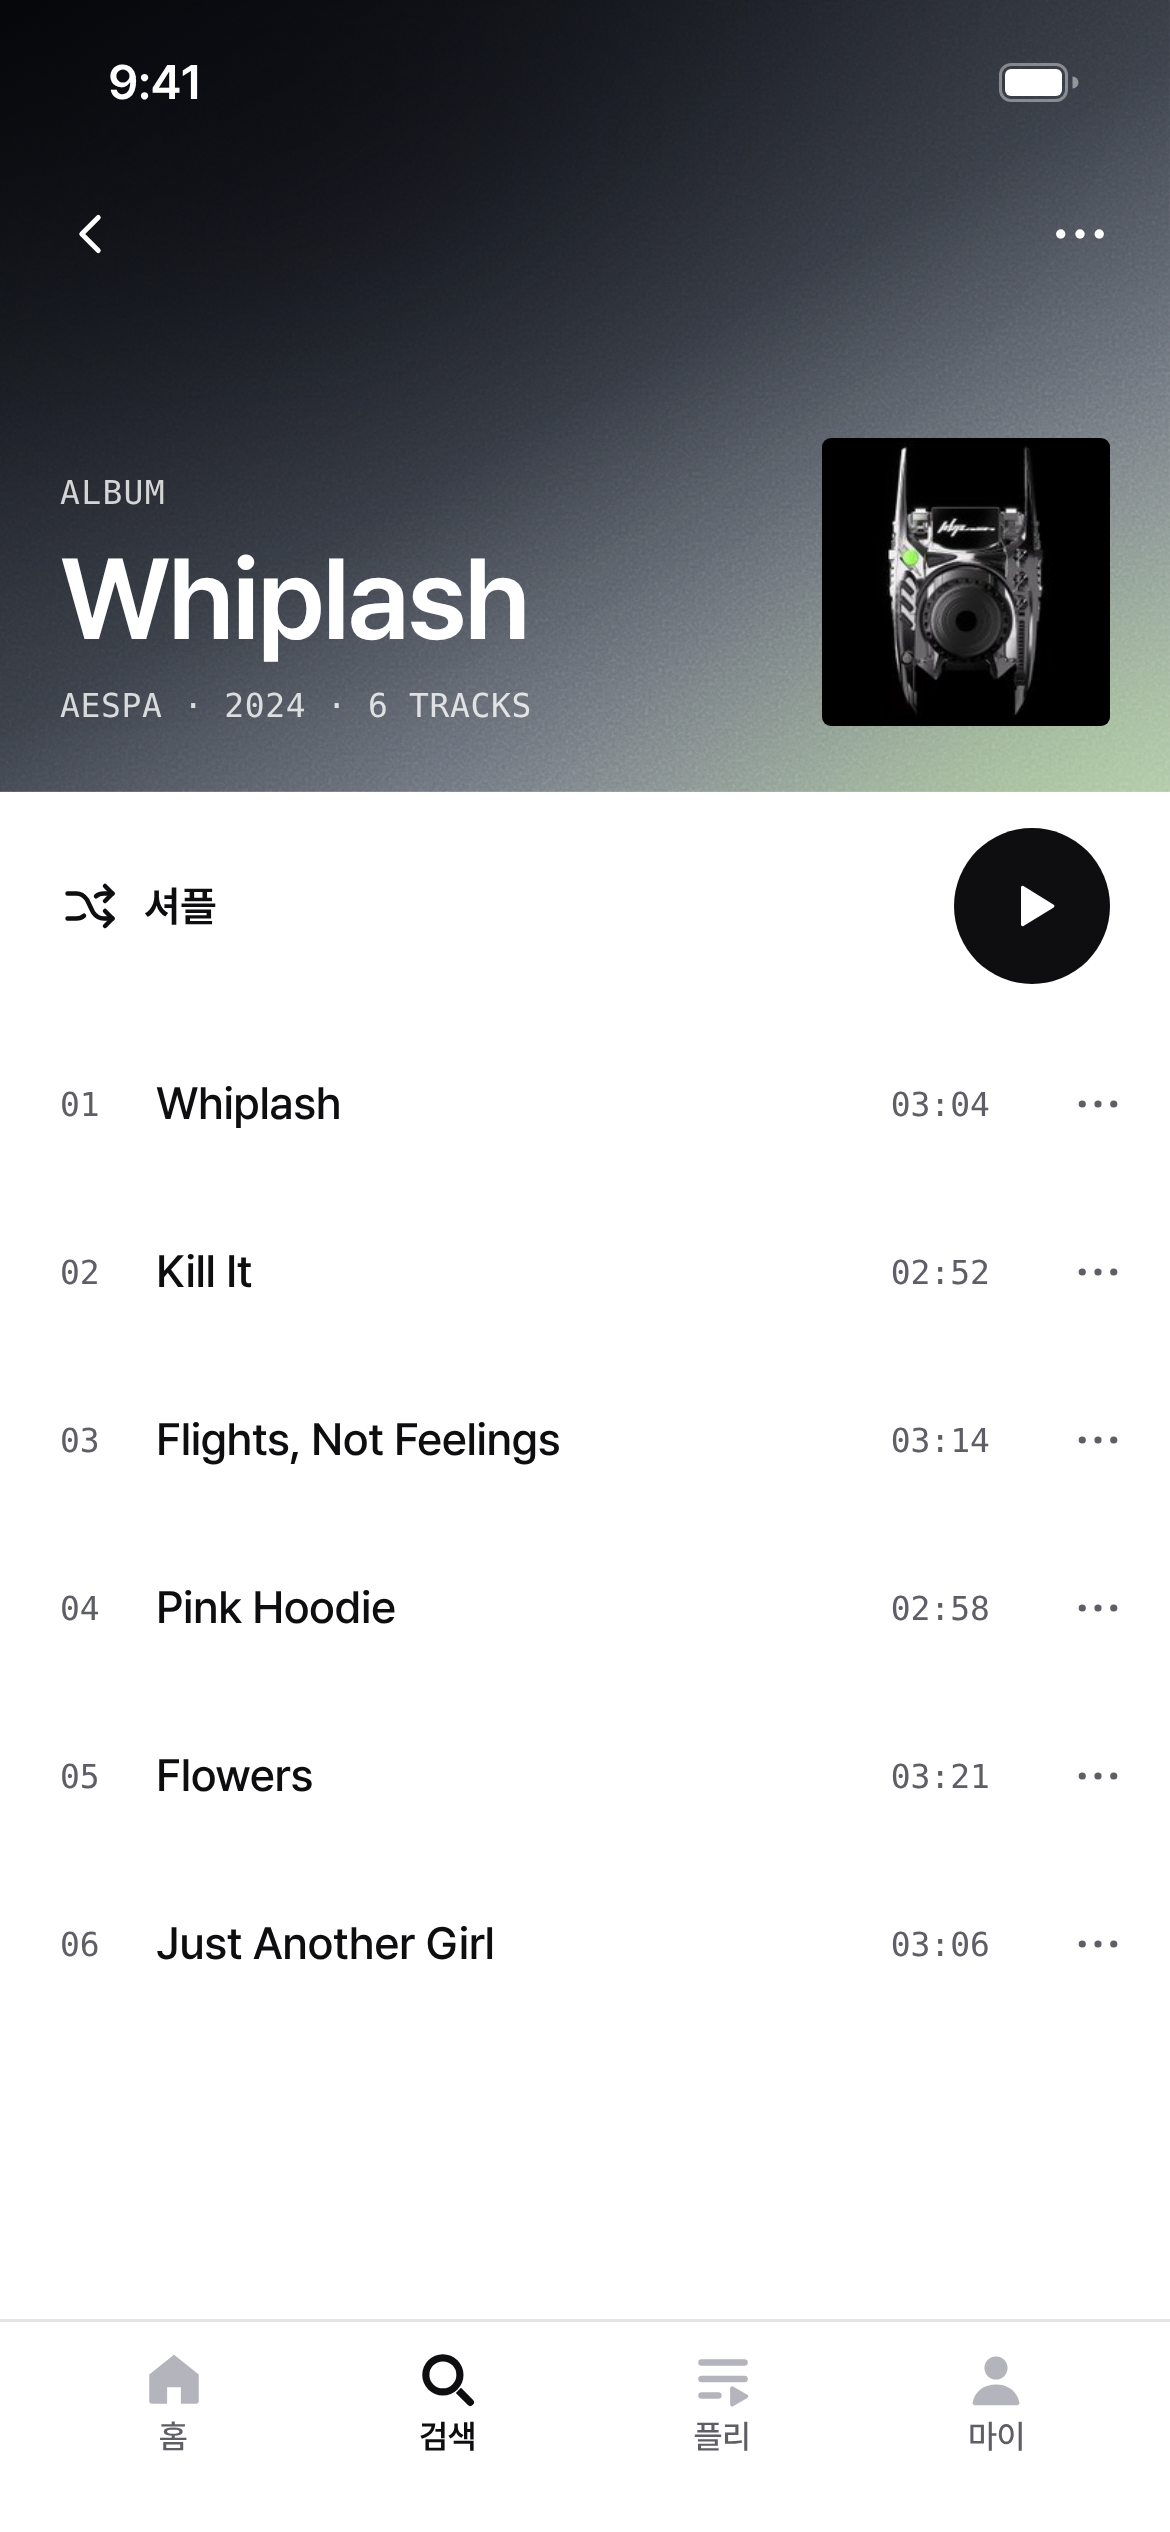 9:41
ALBUM
Whiplash
AESPA · 2024 · 6 TRACKS
셔플
01 Whiplash 03:04
02 Kill It 02:52
03 Flights, Not Feelings 03:14
04 Pink Hoodie 02:58
05 Flowers 03:21
06 Just Another Girl 03:06
홈 검색 플리 마이